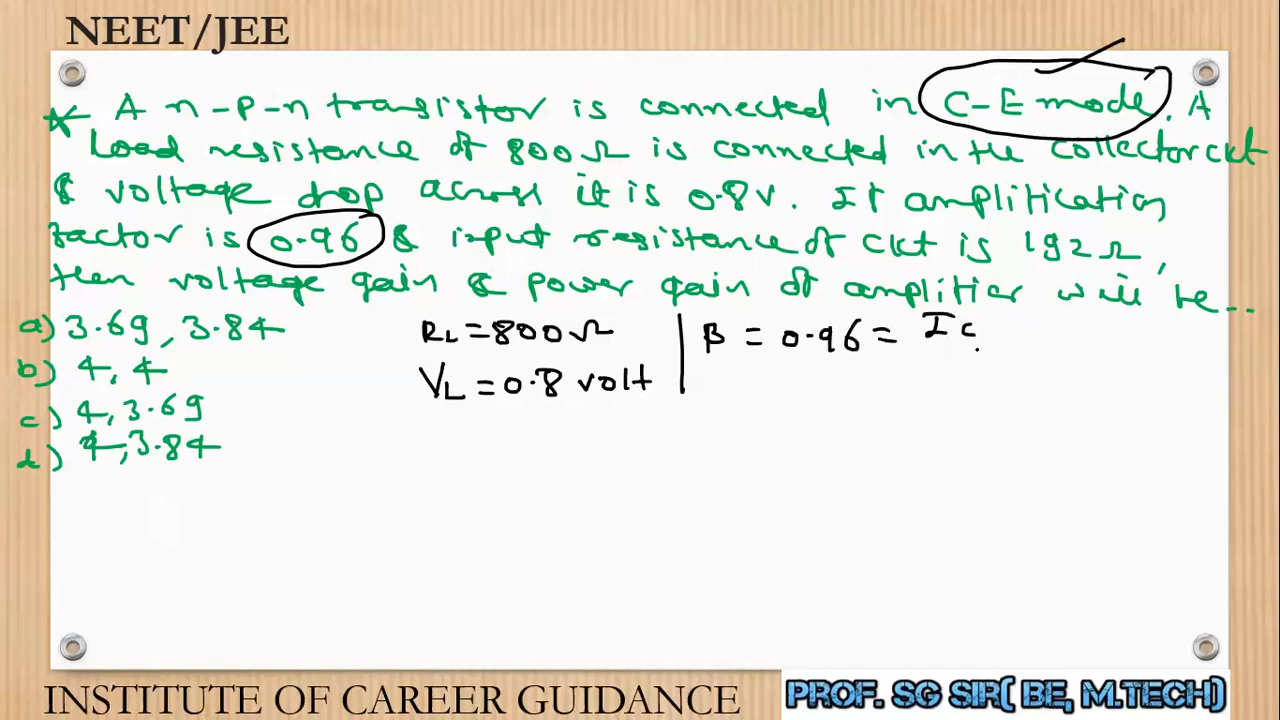 NEET/JEE
* A n-p-n transistor is connected in C-E mode. A
Load resistance of 800Ω is connected in the collector ckt
& voltage drop across it is 0.8V. If amplification
factor is 0.96 & input resistance of ckt is 192Ω,
then voltage gain & power gain of amplifier will be...
a) 3.69, 3.84
b) 4, 4
c) 4, 3.69
d) 4, 3.84
RL = 800Ω
VL = 0.8 volt
β = 0.96 = Ic
INSTITUTE OF CAREER GUIDANCE
PROF. SG SIR( BE, M.TECH)